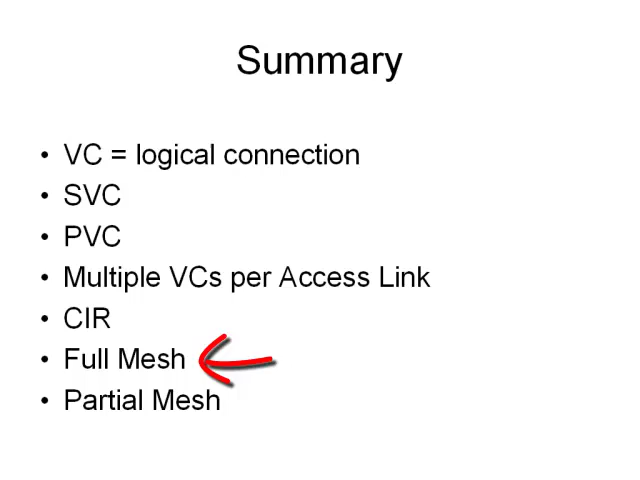 Summary
• VC = logical connection
• SVC
• PVC
• Multiple VCs per Access Link
• CIR
• Full Mesh
• Partial Mesh